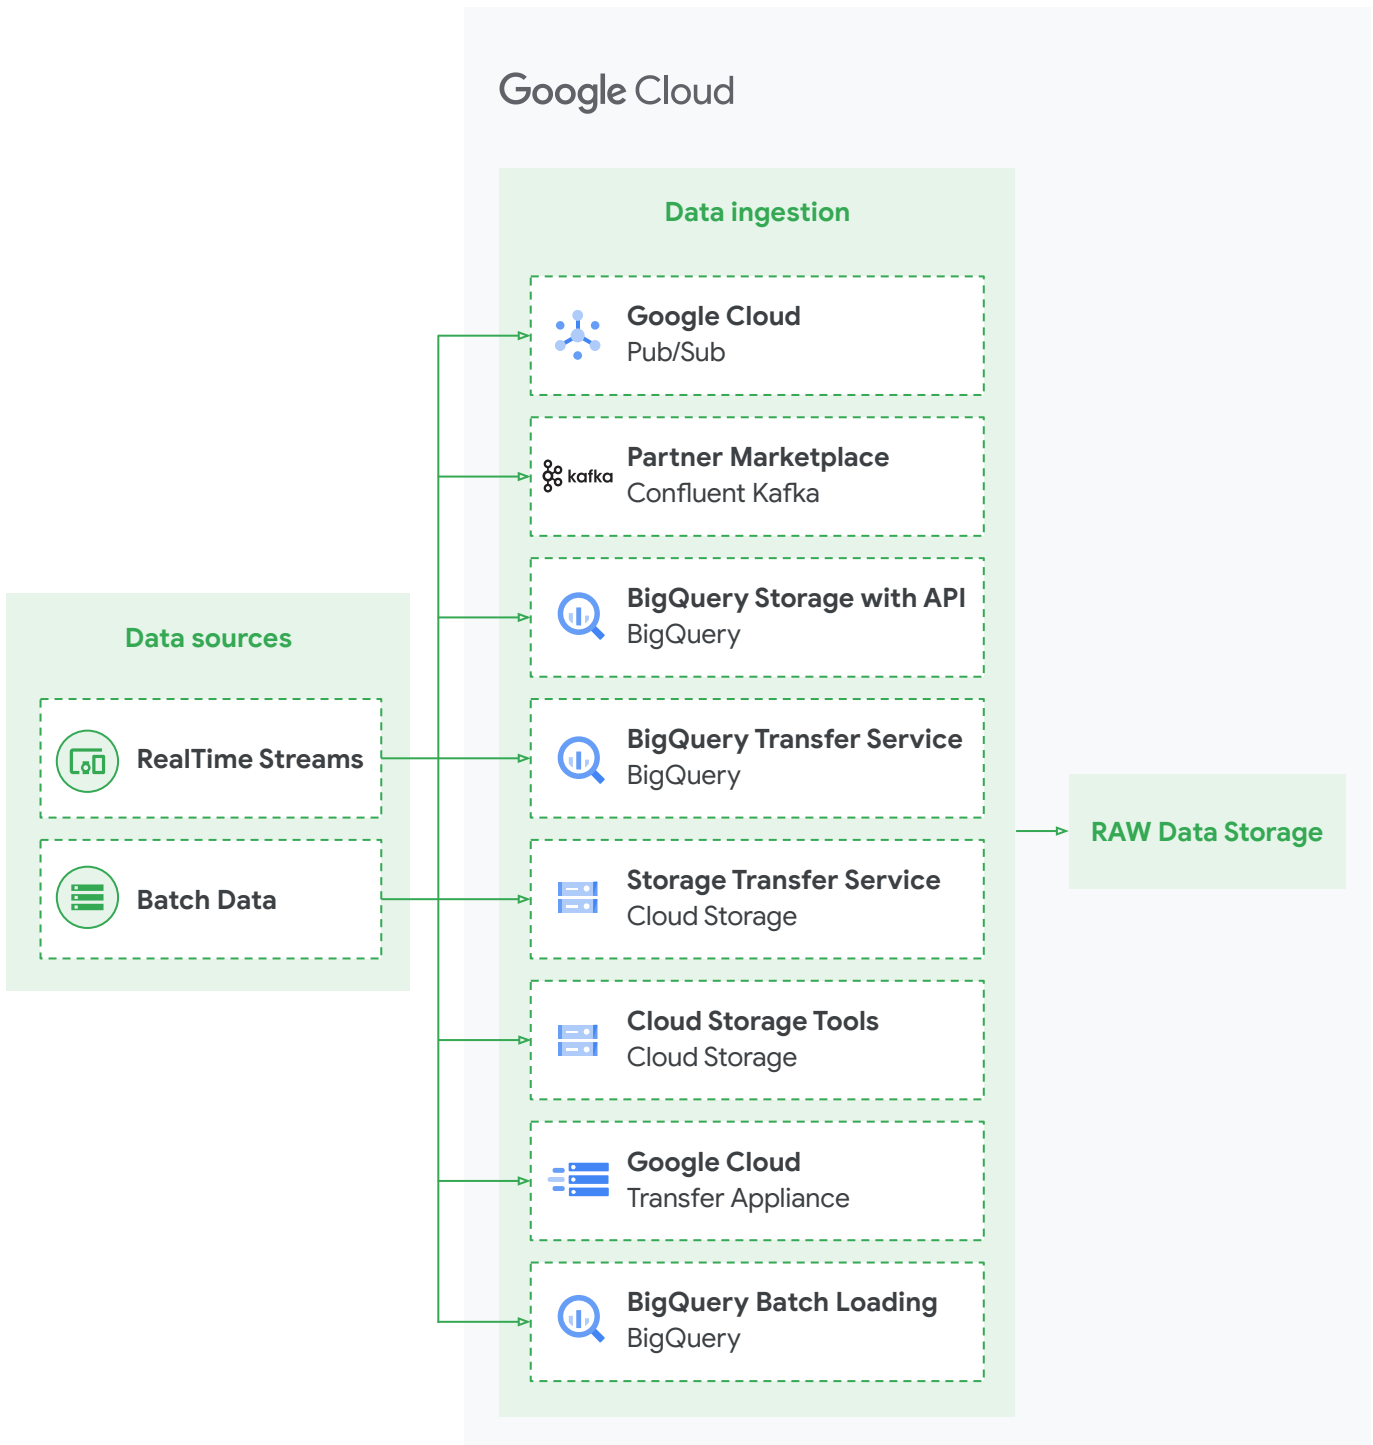 Google Cloud
Data ingestion
Google Cloud
Pub/Sub
kafka
Partner Marketplace
Confluent Kafka
BigQuery Storage with API
BigQuery
Data sources
RealTime Streams
Batch Data
BigQuery Transfer Service
BigQuery
Storage Transfer Service
Cloud Storage
Cloud Storage Tools
Cloud Storage
Google Cloud
Transfer Appliance
BigQuery Batch Loading
BigQuery
RAW Data Storage